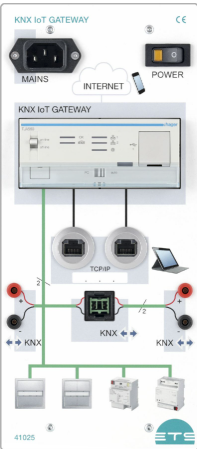 KNX IoT GATEWAY
CE
MAINS
POWER
INTERNET
KNX IoT GATEWAY
TCP/IP
2
2
+
+
KNX
-
-
KNX
KNX
41025
ETS